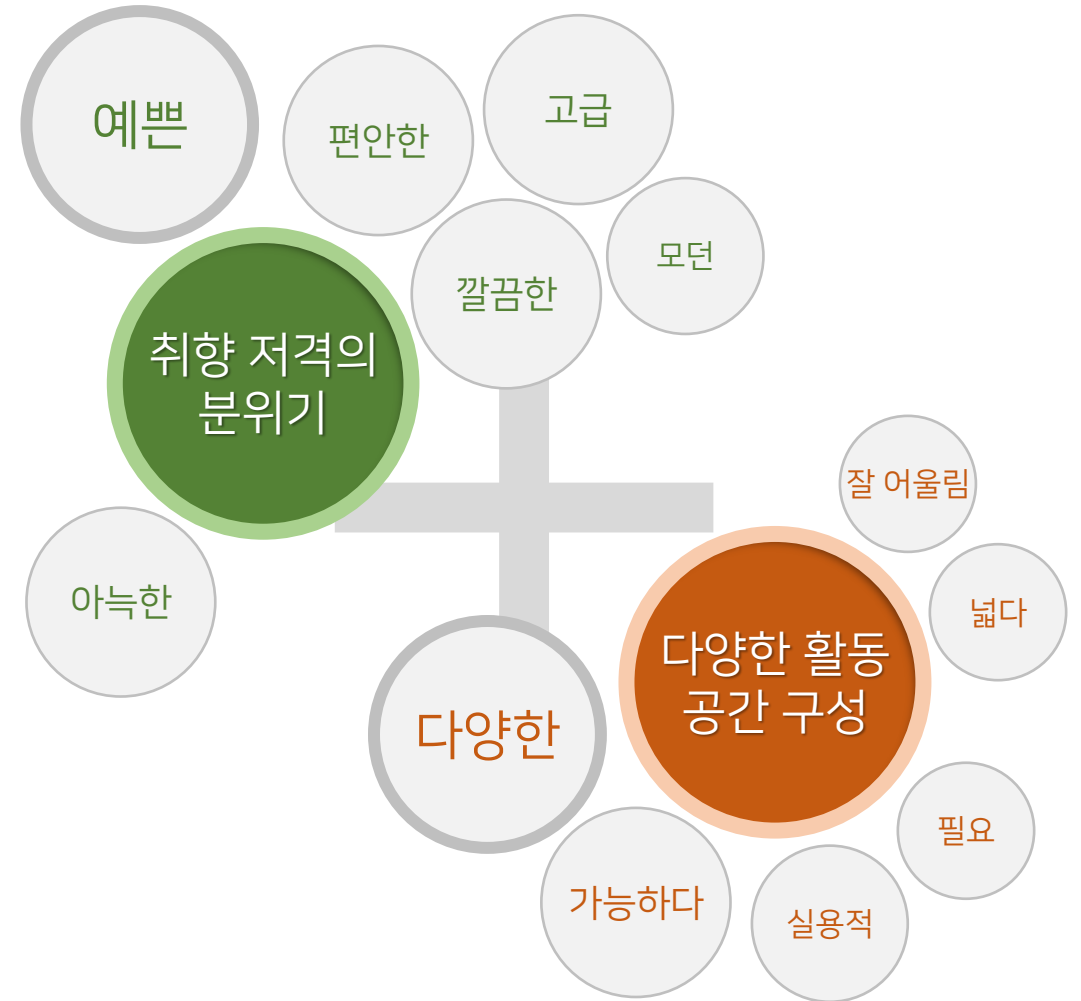 예쁜
편안한
고급
모던
깔끔한
취향 저격의
분위기
아늑한
잘 어울림
넓다
다양한 활동
공간 구성
다양한
필요
가능하다
실용적